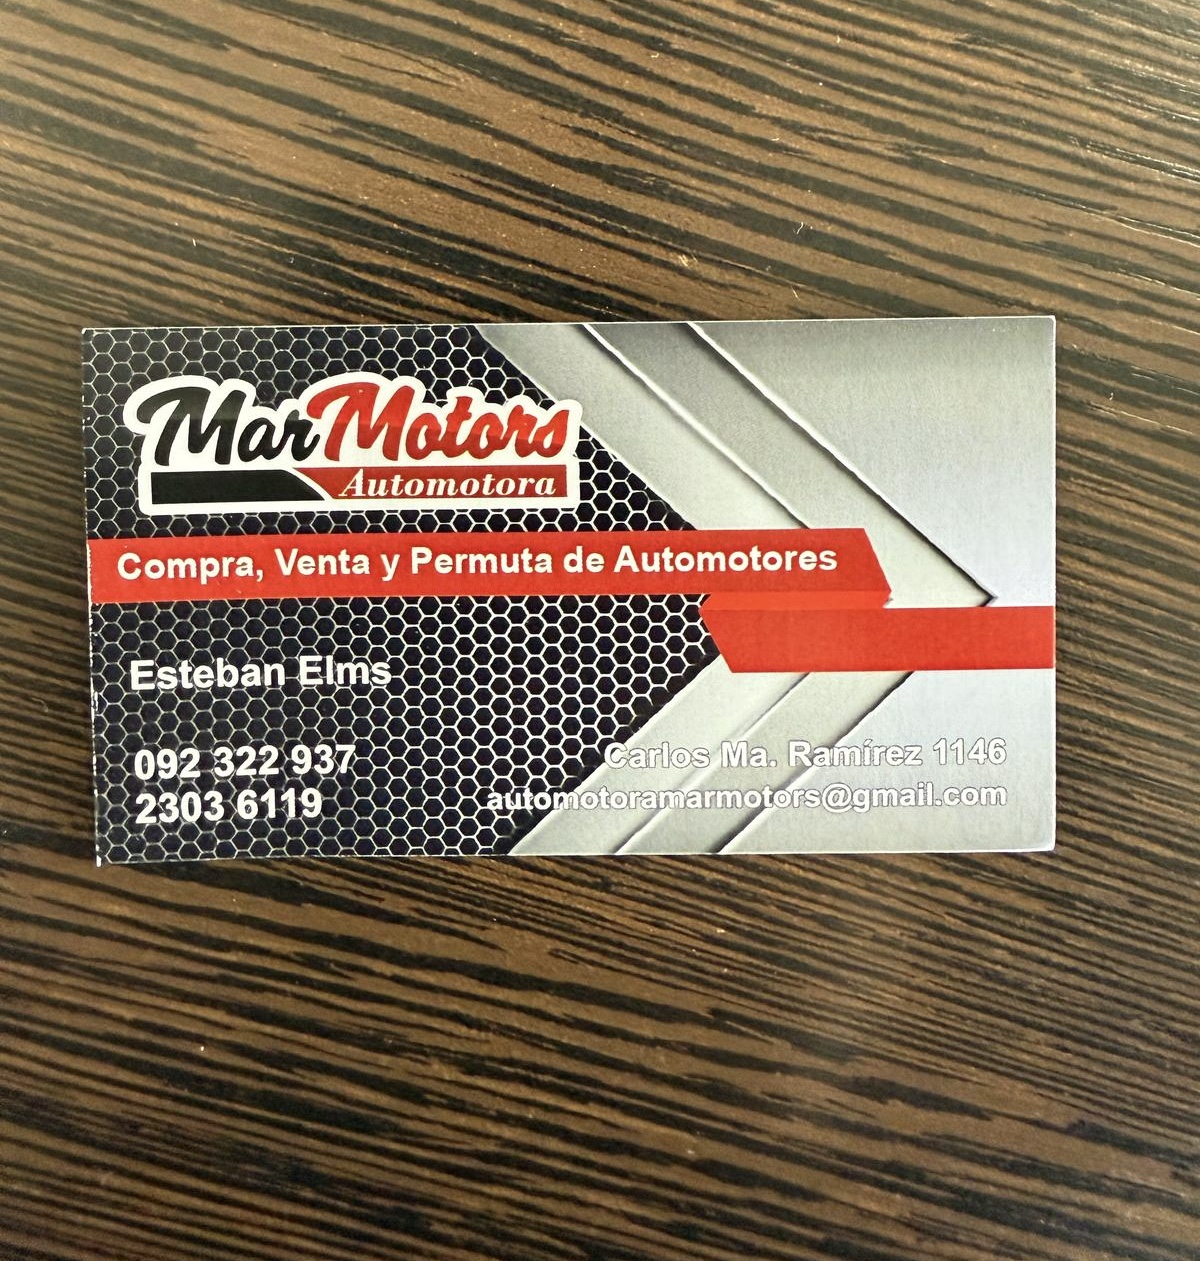 MarMotors
Automotora
Compra, Venta y Permuta de Automotores
Esteban Elms
092 322 937
2303 6119
Carlos Ma. Ramírez 1146
automotoramarmotors@gmail.com